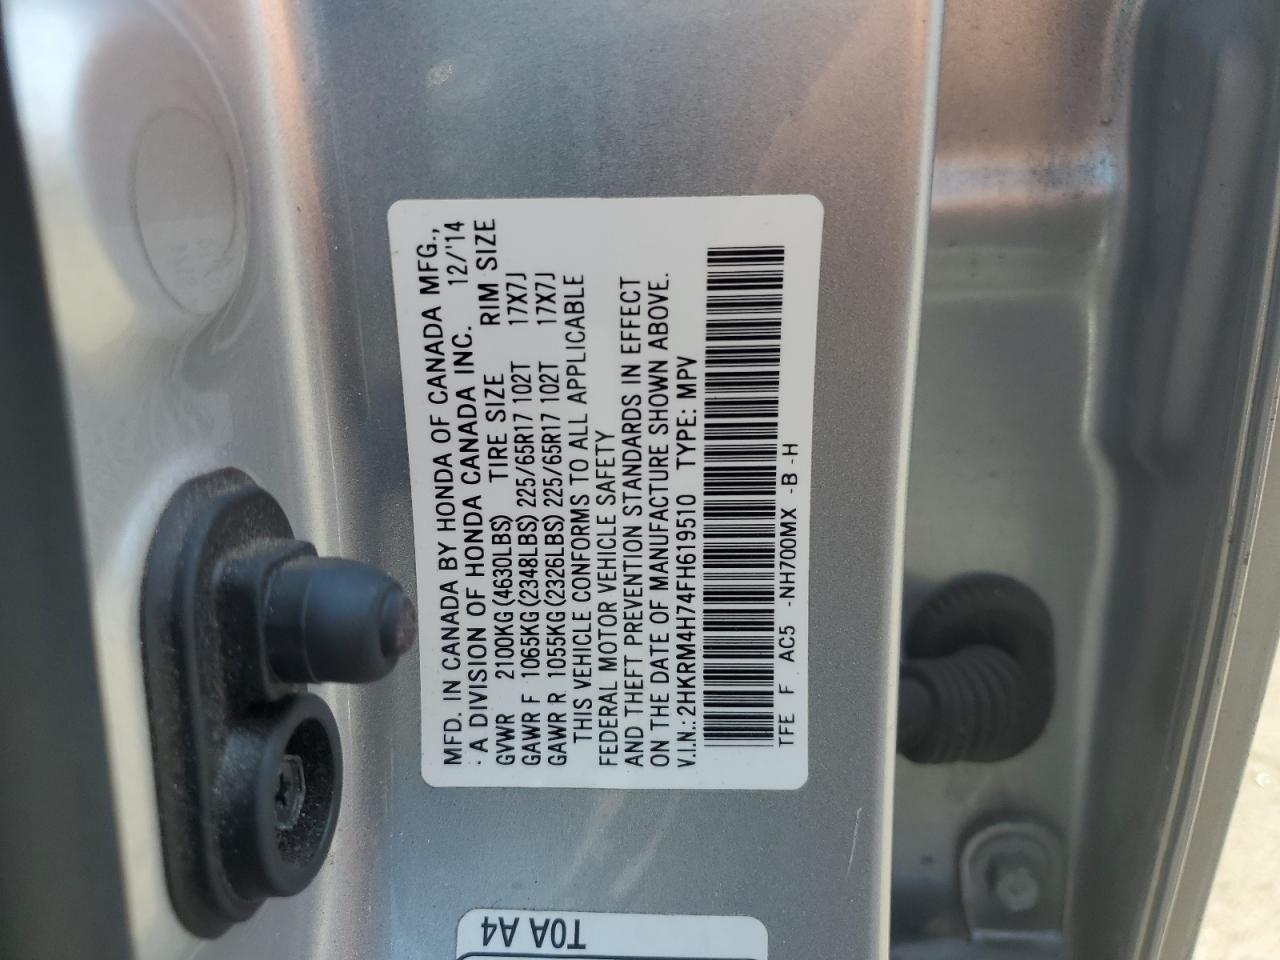 MFD. IN CANADA BY HONDA OF CANADA MFG.,
A DIVISION OF HONDA CANADA INC. 12/'14
GVWR 2100KG (4630LBS) TIRE SIZE RIM SIZE
GAWR F 1065KG (2348LBS) 225/65R17 102T 17X7J
GAWR R 1055KG (2326LBS) 225/65R17 102T 17X7J
THIS VEHICLE CONFORMS TO ALL APPLICABLE
FEDERAL MOTOR VEHICLE SAFETY
AND THEFT PREVENTION STANDARDS IN EFFECT
ON THE DATE OF MANUFACTURE SHOWN ABOVE.
V.I.N.: 2HKRM4H74FH619510 TYPE: MPV
TFE F AC5 -NH700MX -B -H
T0A A4